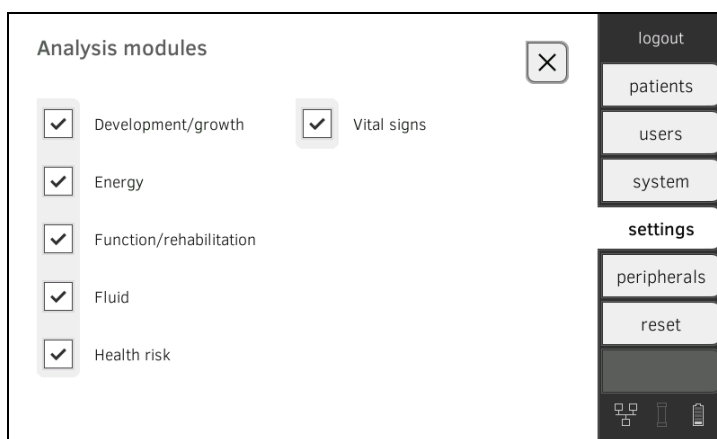 Analysis modules
Development/growth
Energy
Function/rehabilitation
Fluid
Health risk
Vital signs
logout
patients
users
system
settings
peripherals
reset